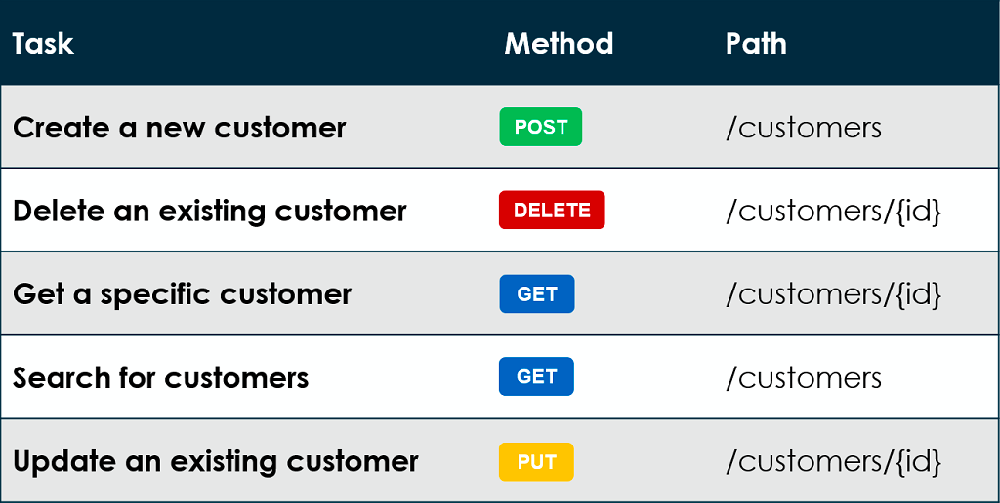 Task Method Path
Create a new customer POST /customers
Delete an existing customer DELETE /customers/{id}
Get a specific customer GET /customers/{id}
Search for customers GET /customers
Update an existing customer PUT /customers/{id}